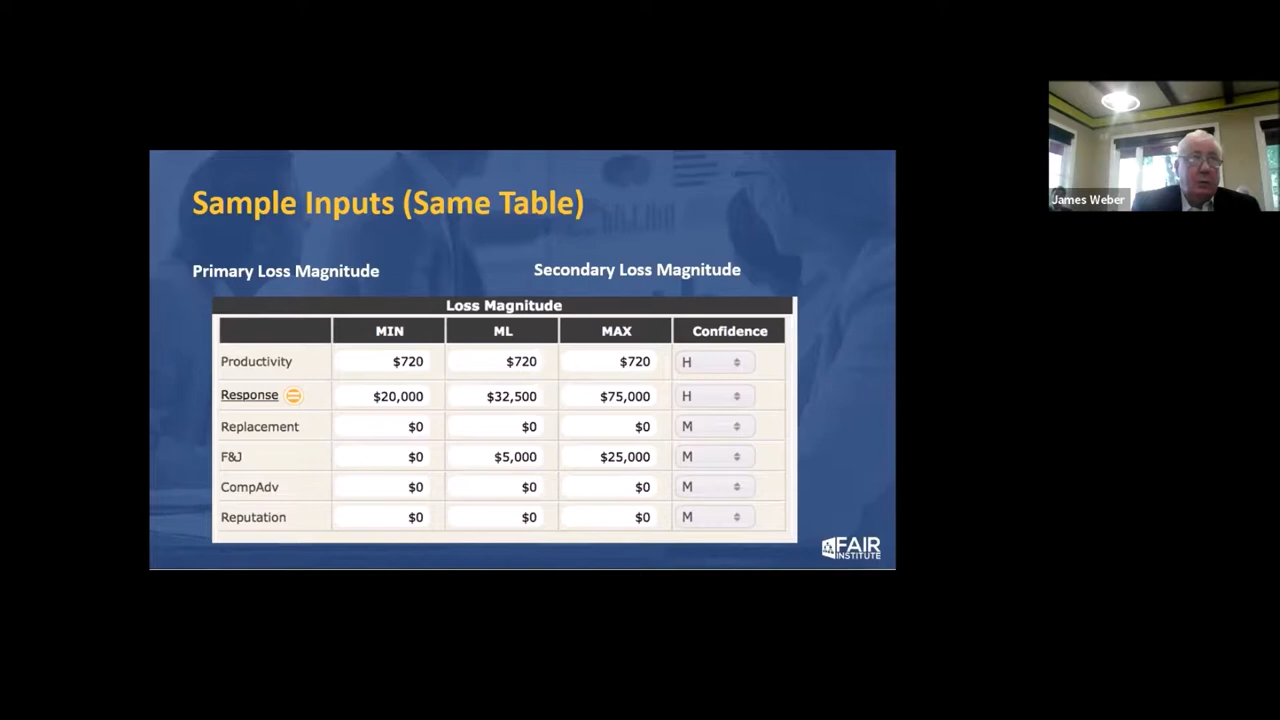 Sample Inputs (Same Table)
Primary Loss Magnitude
Secondary Loss Magnitude
Loss Magnitude
MIN ML MAX Confidence
Productivity $720 $720 $720 H
Response $20,000 $32,500 $75,000 H
Replacement $0 $0 $0 M
F&J $0 $5,000 $25,000 M
CompAdv $0 $0 $0 M
Reputation $0 $0 $0 M
FAIR
INSTITUTE
James Weber